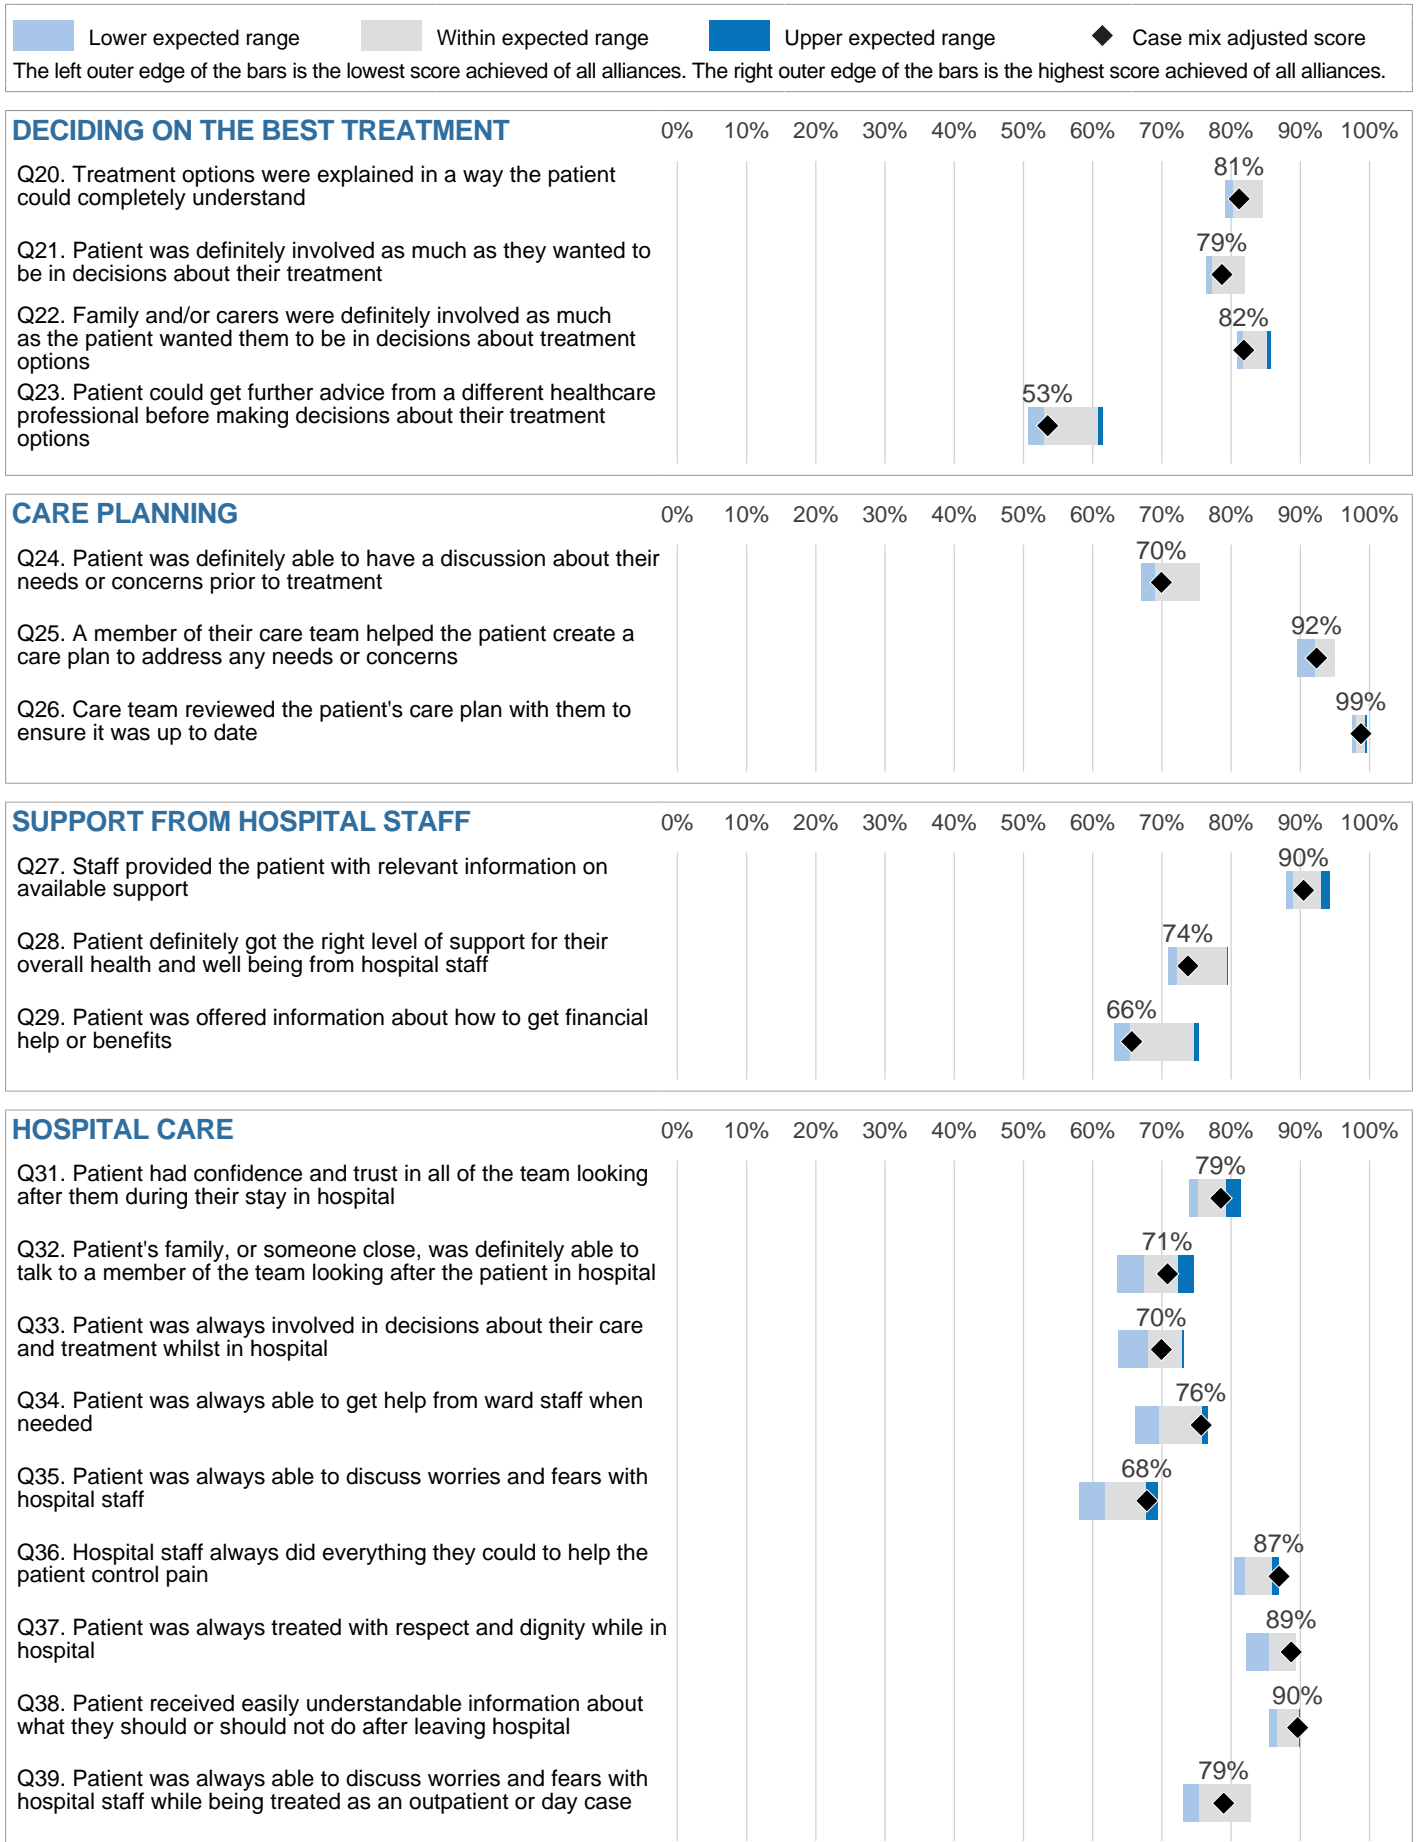 Lower expected range Within expected range Upper expected range Case mix adjusted score
The left outer edge of the bars is the lowest score achieved of all alliances. The right outer edge of the bars is the highest score achieved of all alliances.
DECIDING ON THE BEST TREATMENT 0% 10% 20% 30% 40% 50% 60% 70% 80% 90% 100%
81%
Q20. Treatment options were explained in a way the patient
could completely understand
79%
Q21. Patient was definitely involved as much as they wanted to
be in decisions about their treatment
82%
Q22. Family and/or carers were definitely involved as much
as the patient wanted them to be in decisions about treatment
options
53%
Q23. Patient could get further advice from a different healthcare
professional before making decisions about their treatment
options
CARE PLANNING 0% 10% 20% 30% 40% 50% 60% 70% 80% 90% 100%
70%
Q24. Patient was definitely able to have a discussion about their
needs or concerns prior to treatment
92%
Q25. A member of their care team helped the patient create a
care plan to address any needs or concerns
99%
Q26. Care team reviewed the patient's care plan with them to
ensure it was up to date
SUPPORT FROM HOSPITAL STAFF 0% 10% 20% 30% 40% 50% 60% 70% 80% 90% 100%
90%
Q27. Staff provided the patient with relevant information on
available support
74%
Q28. Patient definitely got the right level of support for their
overall health and well being from hospital staff
66%
Q29. Patient was offered information about how to get financial
help or benefits
HOSPITAL CARE 0% 10% 20% 30% 40% 50% 60% 70% 80% 90% 100%
79%
Q31. Patient had confidence and trust in all of the team looking
after them during their stay in hospital
71%
Q32. Patient's family, or someone close, was definitely able to
talk to a member of the team looking after the patient in hospital
70%
Q33. Patient was always involved in decisions about their care
and treatment whilst in hospital
76%
Q34. Patient was always able to get help from ward staff when
needed
68%
Q35. Patient was always able to discuss worries and fears with
hospital staff
87%
Q36. Hospital staff always did everything they could to help the
patient control pain
89%
Q37. Patient was always treated with respect and dignity while in
hospital
90%
Q38. Patient received easily understandable information about
what they should or should not do after leaving hospital
79%
Q39. Patient was always able to discuss worries and fears with
hospital staff while being treated as an outpatient or day case